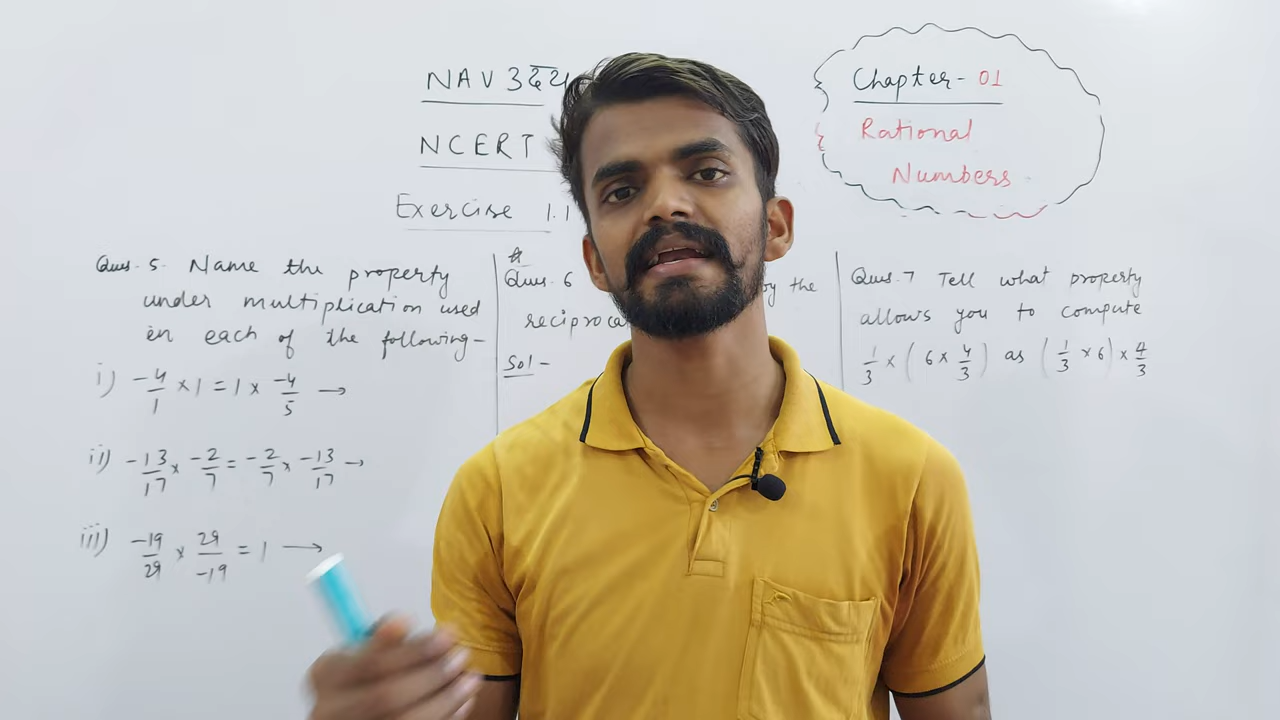 NAV उदय
NCERT
Exercise 1.1
Chapter- 01
Rational
Numbers
Ques. 5. Name the property
under multiplication used
in each of the following-
i) -4/1 × 1 = 1 × -4/5 →
ii) -13/17 × -2/7 = -2/7 × -13/17 →
iii) -19/29 × 29/-19 = 1 →
Ques. 6 by the
Sol -
Ques. 7 Tell what property
allows you to compute
1/3 × ( 6 × 4/3 ) as ( 1/3 × 6 ) × 4/3